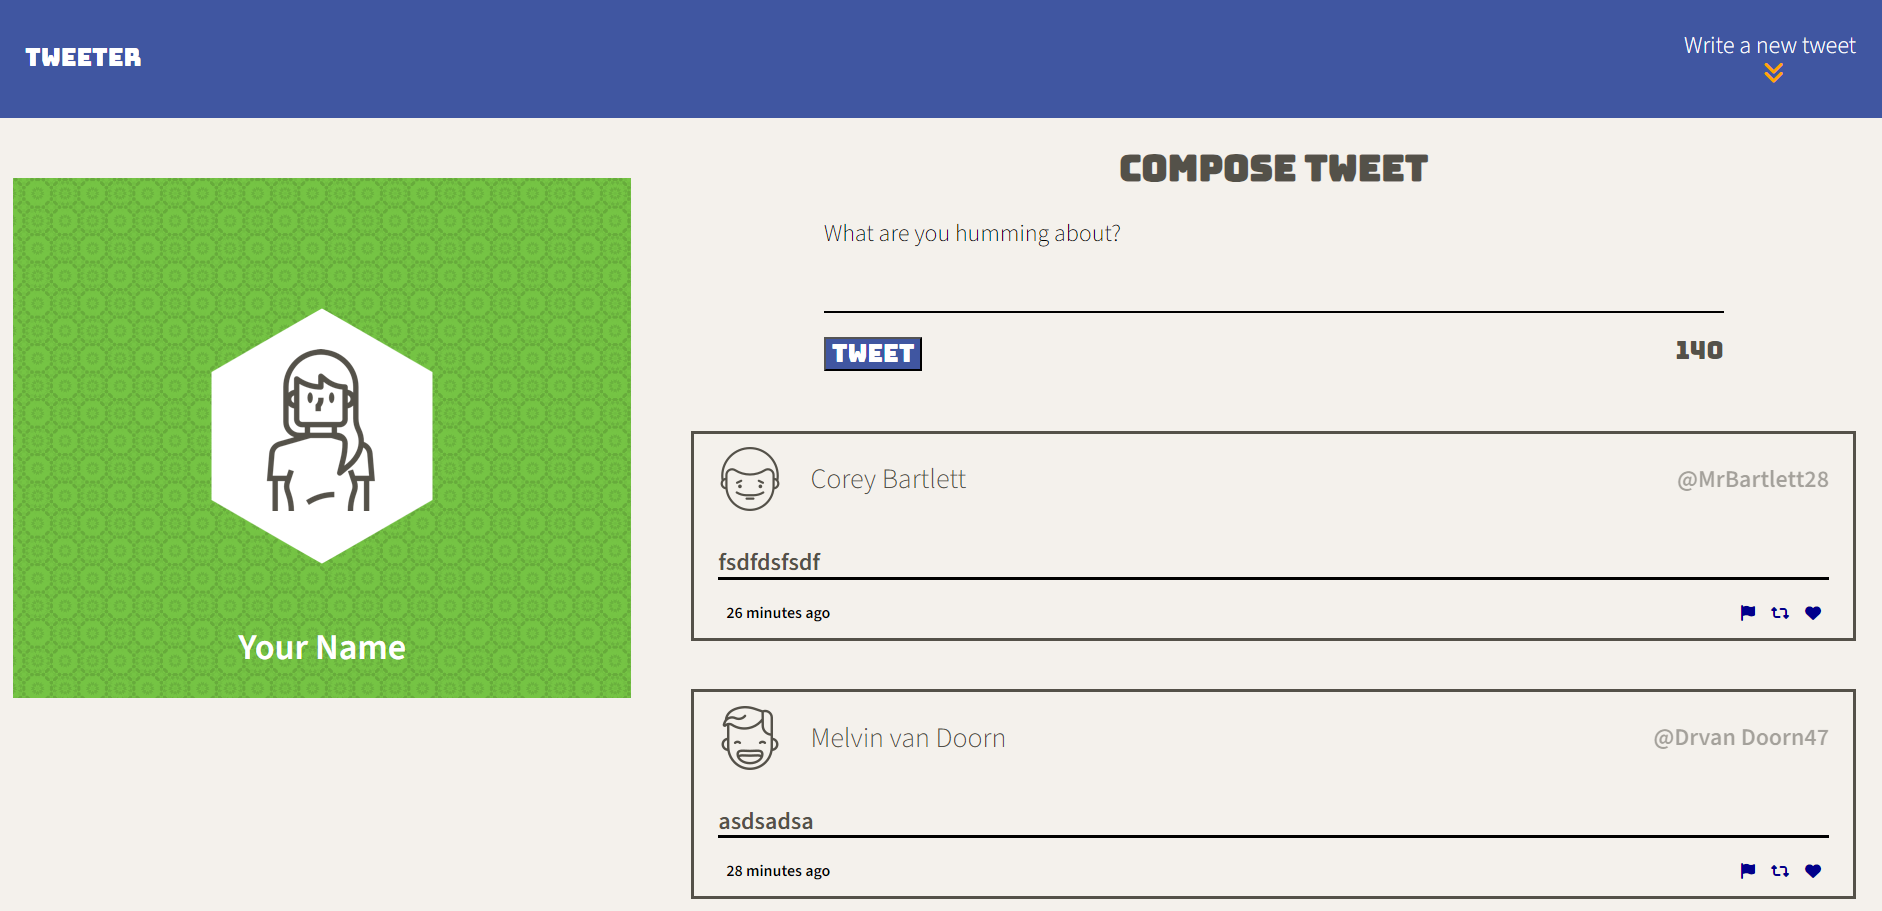 TWEETER
Write a new tweet
Your Name
COMPOSE TWEET
What are you humming about?
TWEET
140
Corey Bartlett
@MrBartlett28
fsdfdsfsdf
26 minutes ago
Melvin van Doorn
@Drvan Doorn47
asdsadsa
28 minutes ago